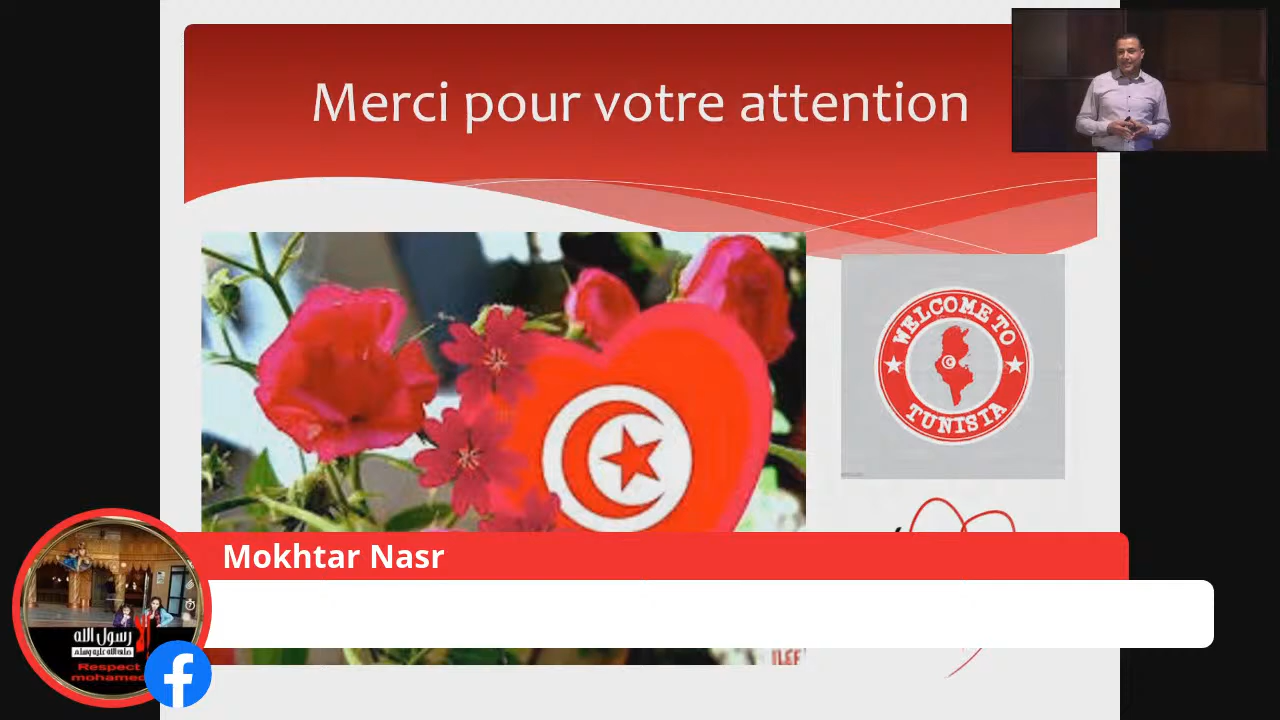 Merci pour votre attention
WELCOME TO
TUNISIA
Mokhtar Nasr
رسول الله
صلى الله عليه وسلم
Respect
mohamed